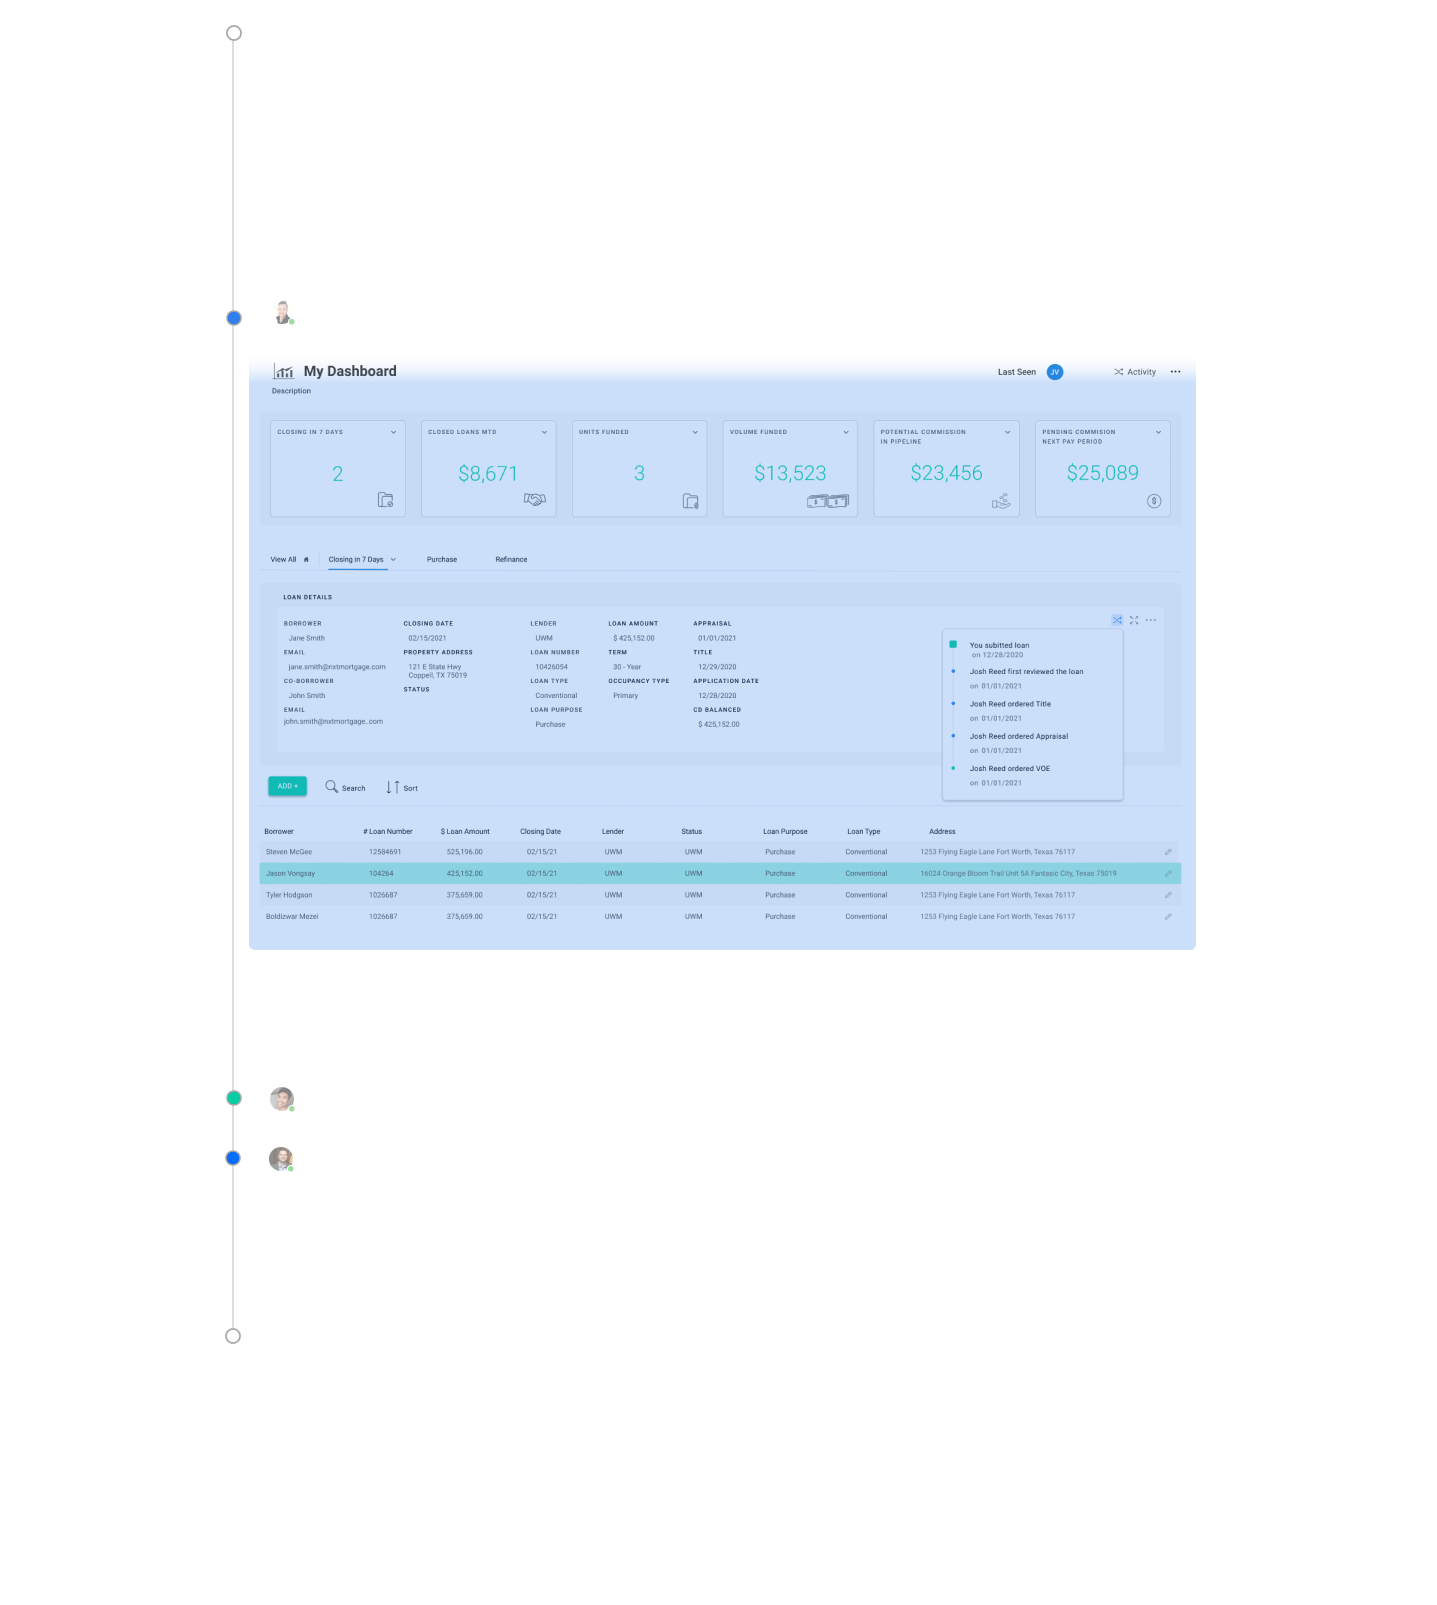 My Dashboard
Last Seen JV Activity
Description
CLOSING IN 7 DAYS
2
CLOSED LOANS MTD
$8,671
UNITS FUNDED
3
VOLUME FUNDED
$13,523
POTENTIAL COMMISSION
IN PIPELINE
$23,456
PENDING COMMISION
NEXT PAY PERIOD
$25,089
View All Closing in 7 Days Purchase Refinance
LOAN DETAILS
BORROWER
Jane Smith
EMAIL
jane.smith@nxtmortgage.com
CO-BORROWER
John Smith
EMAIL
john.smith@nxtmortgage..com
CLOSING DATE
02/15/2021
PROPERTY ADDRESS
121 E State Hwy
Coppell, TX 75019
STATUS
LENDER
UWM
LOAN NUMBER
10426054
LOAN TYPE
Conventional
LOAN PURPOSE
Purchase
LOAN AMOUNT
$ 425,152.00
TERM
30 - Year
OCCUPANCY TYPE
Primary
APPRAISAL
01/01/2021
TITLE
12/29/2020
APPLICATION DATE
12/28/2020
CD BALANCED
$ 425,152.00
You subitted loan
on 12/28/2020
Josh Reed first reviewed the loan
on 01/01/2021
Josh Reed ordered Title
on 01/01/2021
Josh Reed ordered Appraisal
on 01/01/2021
Josh Reed ordered VOE
on 01/01/2021
ADD + Search Sort
Borrower # Loan Number $ Loan Amount Closing Date Lender Status Loan Purpose Loan Type Address
Steven McGee 12584691 525,196.00 02/15/21 UWM UWM Purchase Conventional 1253 Flying Eagle Lane Fort Worth, Texas 76117
Jason Vongsay 104264 425,152.00 02/15/21 UWM UWM Purchase Conventional 16024 Orange Bloom Trail Unit 5A Fantasic City, Texas 75019
Tyler Hodgson 1026687 375,659.00 02/15/21 UWM UWM Purchase Conventional 1253 Flying Eagle Lane Fort Worth, Texas 76117
Boldizwar Mezei 1026687 375,659.00 02/15/21 UWM UWM Purchase Conventional 1253 Flying Eagle Lane Fort Worth, Texas 76117